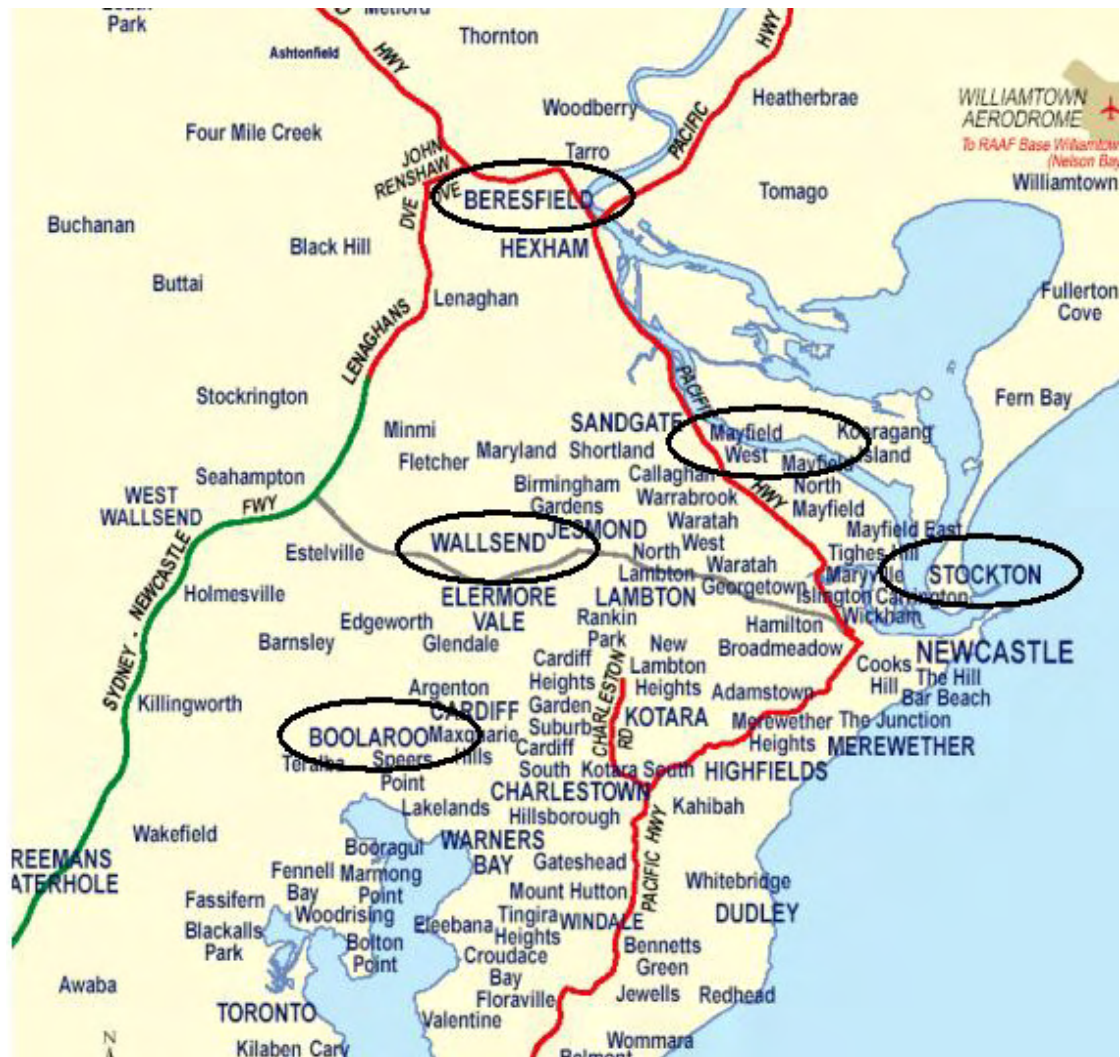 Park
Metford
Thornton
Ashtonfield
HWY
HWY
Woodberry
Heatherbrae
WILLIAMTOWN
AERODROME
To RAAF Base Williamtown
(Nelson Bay
Four Mile Creek
PACIFIC
JOHN
RENSHAW
DVE
Tarro
Tomago
Williamtown
BERESFIELD
DVE
Buchanan
Black Hill
HEXHAM
Buttai
Lenaghan
Fullerton
Cove
LENAGHANS
Stockrington
PACIFIC
Fern Bay
Minmi
SANDGATE
Mayfield
West
Kooragang
Island
Fletcher
Maryland
Shortland
Mayfield
North
Seahampton
Callaghan
Birmingham
Gardens
Warrabrook
HWY
Mayfield
WEST
WALLSEND
FWY
JESMOND
Waratah
West
Mayfield East
WALLSEND
Estelville
North
Lambton
Waratah
Tighes Hill
Maryville
STOCKTON
Georgetown
Islington
Carrington
Holmesville
ELERMORE
VALE
LAMBTON
Wickham
SYDNEY - NEWCASTLE
Edgeworth
Rankin
Park
Hamilton
Barnsley
Glendale
New
Lambton
Heights
Broadmeadow
NEWCASTLE
Cardiff
Heights
Cooks
Hill
The Hill
Killingworth
Argenton
Adamstown
Bar Beach
CARDIFF
Garden
Suburb
CHARLESTON
RD
KOTARA
Merewether
Heights
The Junction
BOOLAROO
Maxquarie
Hills
MEREWETHER
Teralba
Speers
Point
Cardiff
South
Kotara South
HIGHFIELDS
CHARLESTOWN
Lakelands
Hillsborough
Kahibah
Wakefield
WARNERS
BAY
PACIFIC HWY
Booragul
REEMANS
ATERHOLE
Fennell
Bay
Marmong
Point
Gateshead
Whitebridge
Fassifern
Mount Hutton
Woodrising
Eleebana
Tingira
Heights
WINDALE
DUDLEY
Blackalls
Park
Bolton
Point
Croudace
Bay
Bennetts
Green
Awaba
Floraville
Jewells
Redhead
TORONTO
Valentine
N
Wommara
Kilaben
Belmont